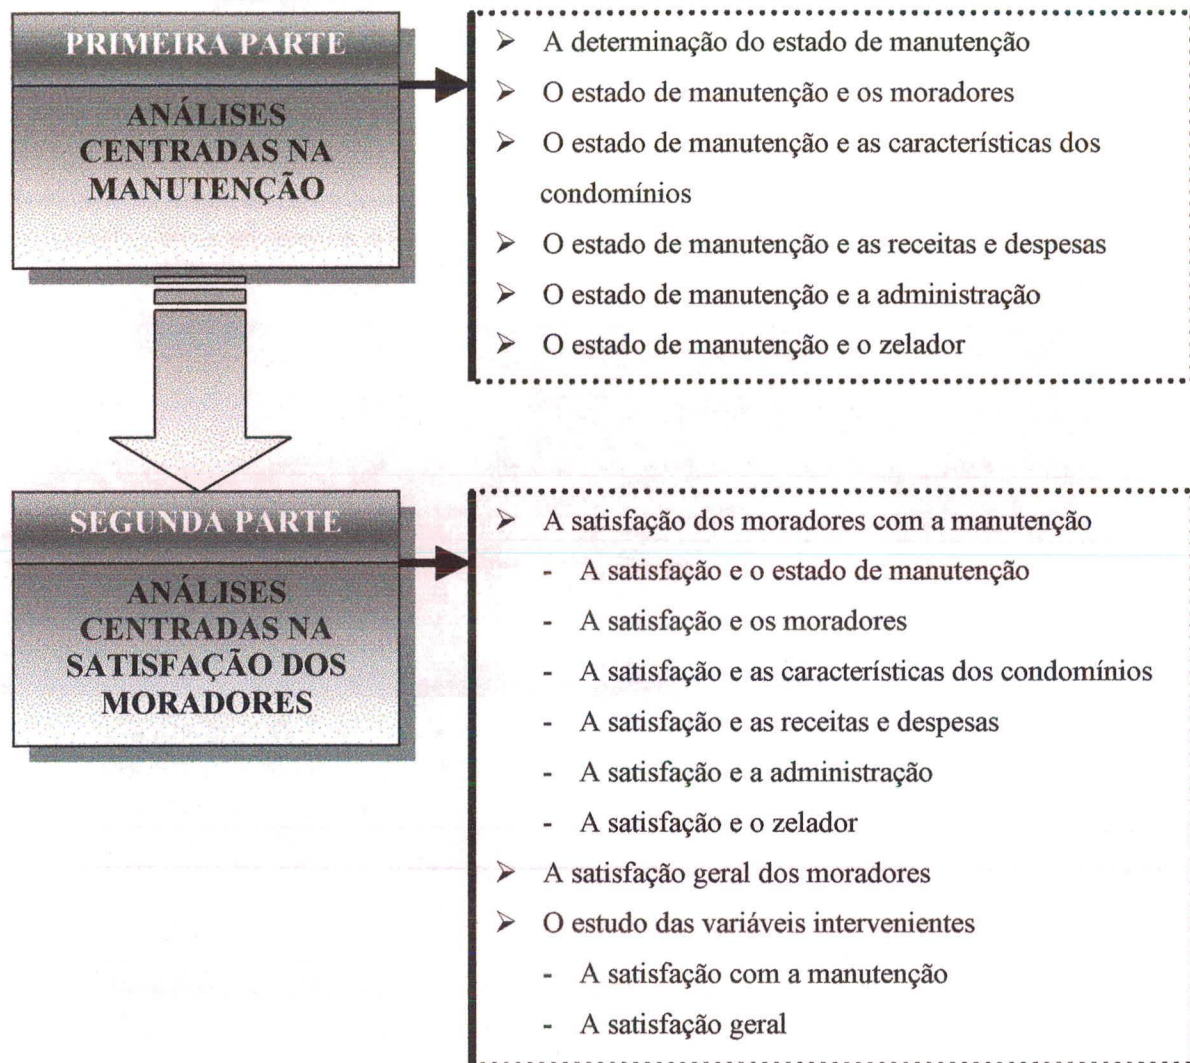 PRIMEIRA PARTE
ANÁLISES
CENTRADAS NA
MANUTENÇÃO
➢ A determinação do estado de manutenção
➢ O estado de manutenção e os moradores
➢ O estado de manutenção e as características dos
condomínios
➢ O estado de manutenção e as receitas e despesas
➢ O estado de manutenção e a administração
➢ O estado de manutenção e o zelador
SEGUNDA PARTE
ANÁLISES
CENTRADAS NA
SATISFAÇÃO DOS
MORADORES
➢ A satisfação dos moradores com a manutenção
- A satisfação e o estado de manutenção
- A satisfação e os moradores
- A satisfação e as características dos condomínios
- A satisfação e as receitas e despesas
- A satisfação e a administração
- A satisfação e o zelador
➢ A satisfação geral dos moradores
➢ O estudo das variáveis intervenientes
- A satisfação com a manutenção
- A satisfação geral